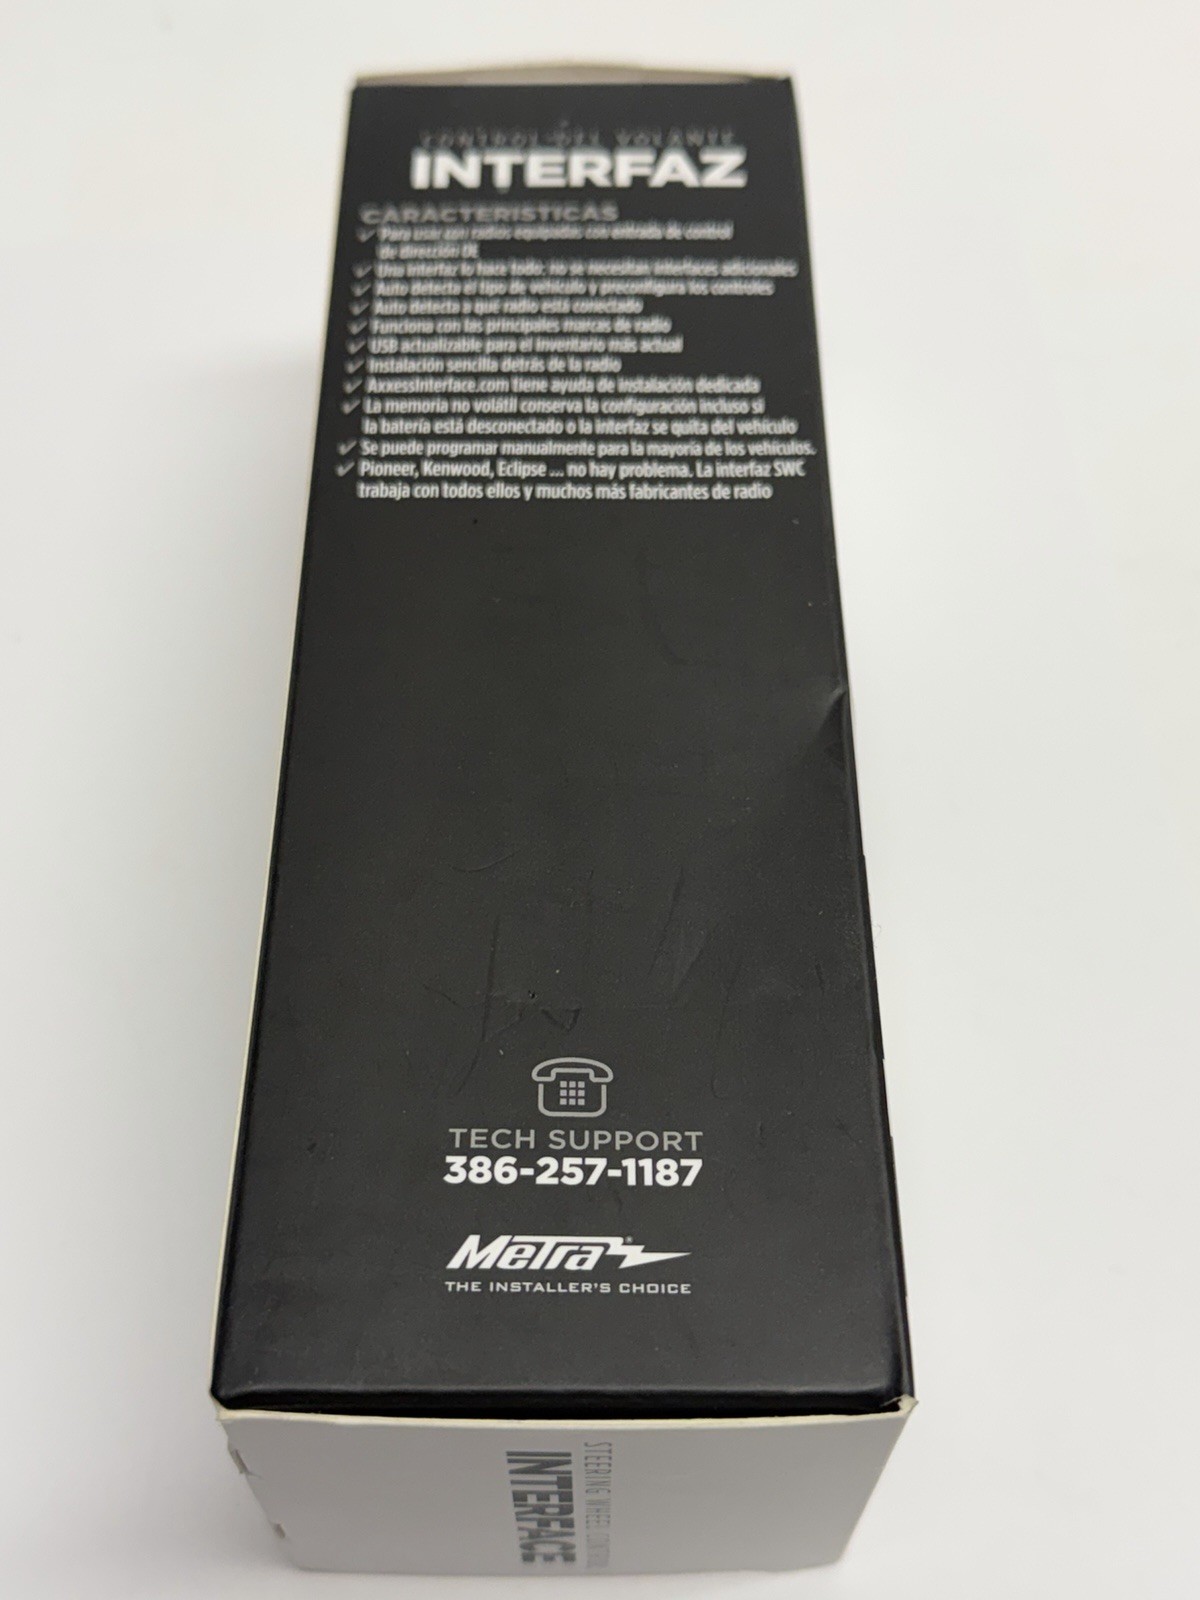 CONTROL DEL VOLANTE
INTERFAZ
CARACTERISTICAS
✓ Para usar con radios equipados con entrada de control
de dirección DE
✓ Una interfaz lo hace todo: no se necesitan interfaces adicionales
✓ Auto detecta el tipo de vehículo y preconfigura los controles
✓ Auto detecta a qué radio está conectado
✓ Funciona con las principales marcas de radio
✓ USB actualizable para el inventario más actual
✓ Instalación sencilla detrás de la radio
✓ AxxessInterface.com tiene ayuda de instalación dedicada
✓ La memoria no volátil conserva la configuración incluso si
la batería está desconectado o la interfaz se quita del vehículo
✓ Se puede programar manualmente para la mayoría de los vehículos.
✓ Pioneer, Kenwood, Eclipse ... no hay problema. La interfaz SWC
trabaja con todos ellos y muchos más fabricantes de radio
TECH SUPPORT
386-257-1187
Metra®
THE INSTALLER'S CHOICE
STEERING WHEEL CONTROL
INTERFACE